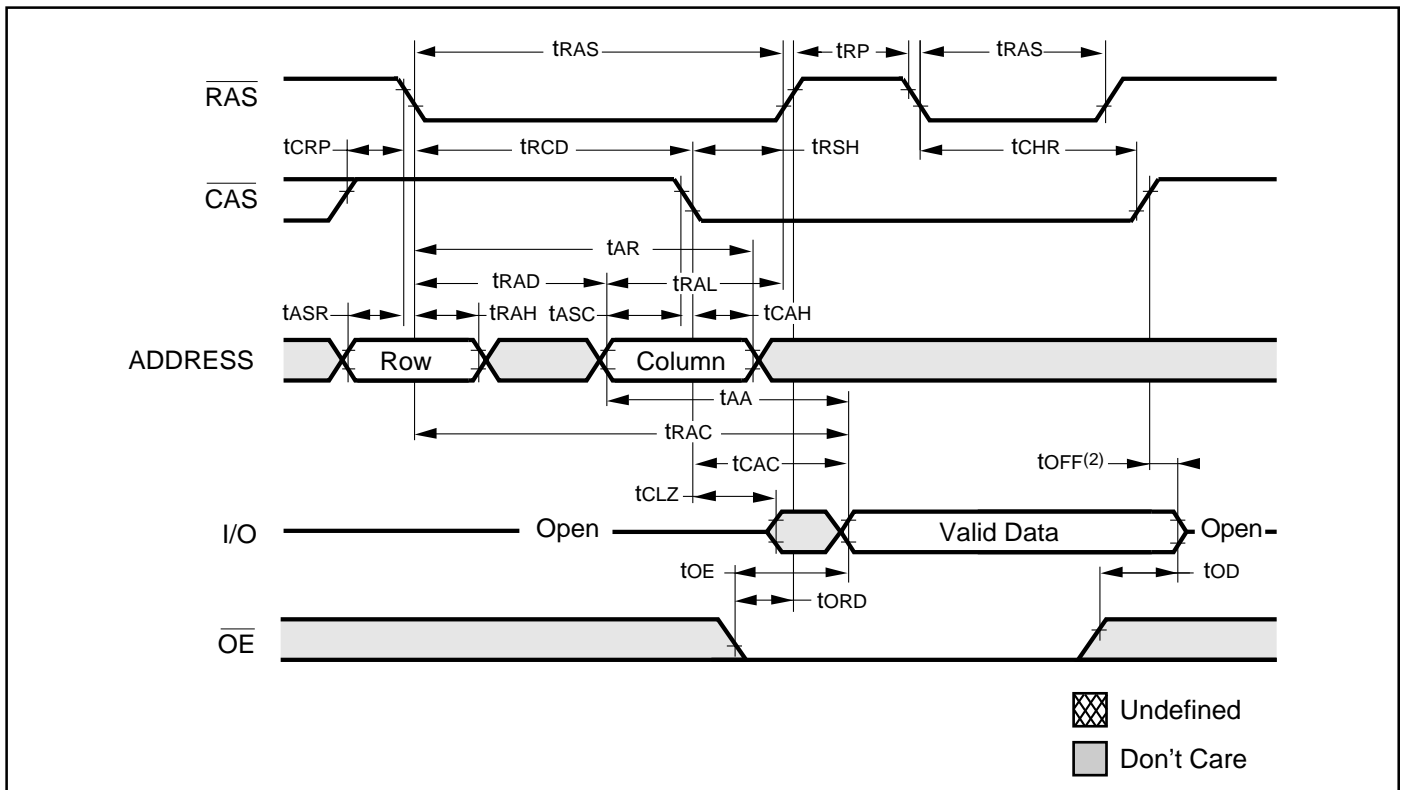 tRAS tRP tRAS
RAS
tCRP tRCD tRSH tCHR
CAS
tAR
tRAD tRAL
tASR tRAH tASC tCAH
ADDRESS Row Column
tAA
tRAC
tCAC tOFF(2)
tCLZ
I/O Open Valid Data Open
tOE tOD
tORD
OE
Undefined
Don't Care